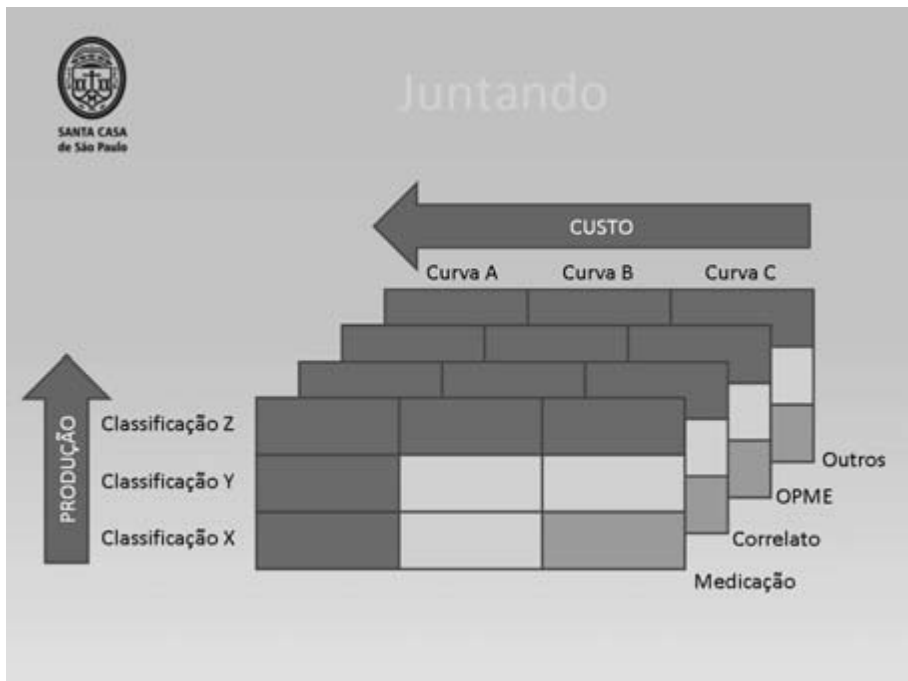 SANTA CASA
de São Paulo
Juntando
CUSTO
Curva A
Curva B
Curva C
PRODUÇÃO
Classificação Z
Classificação Y
Classificação X
Outros
OPME
Correlato
Medicação